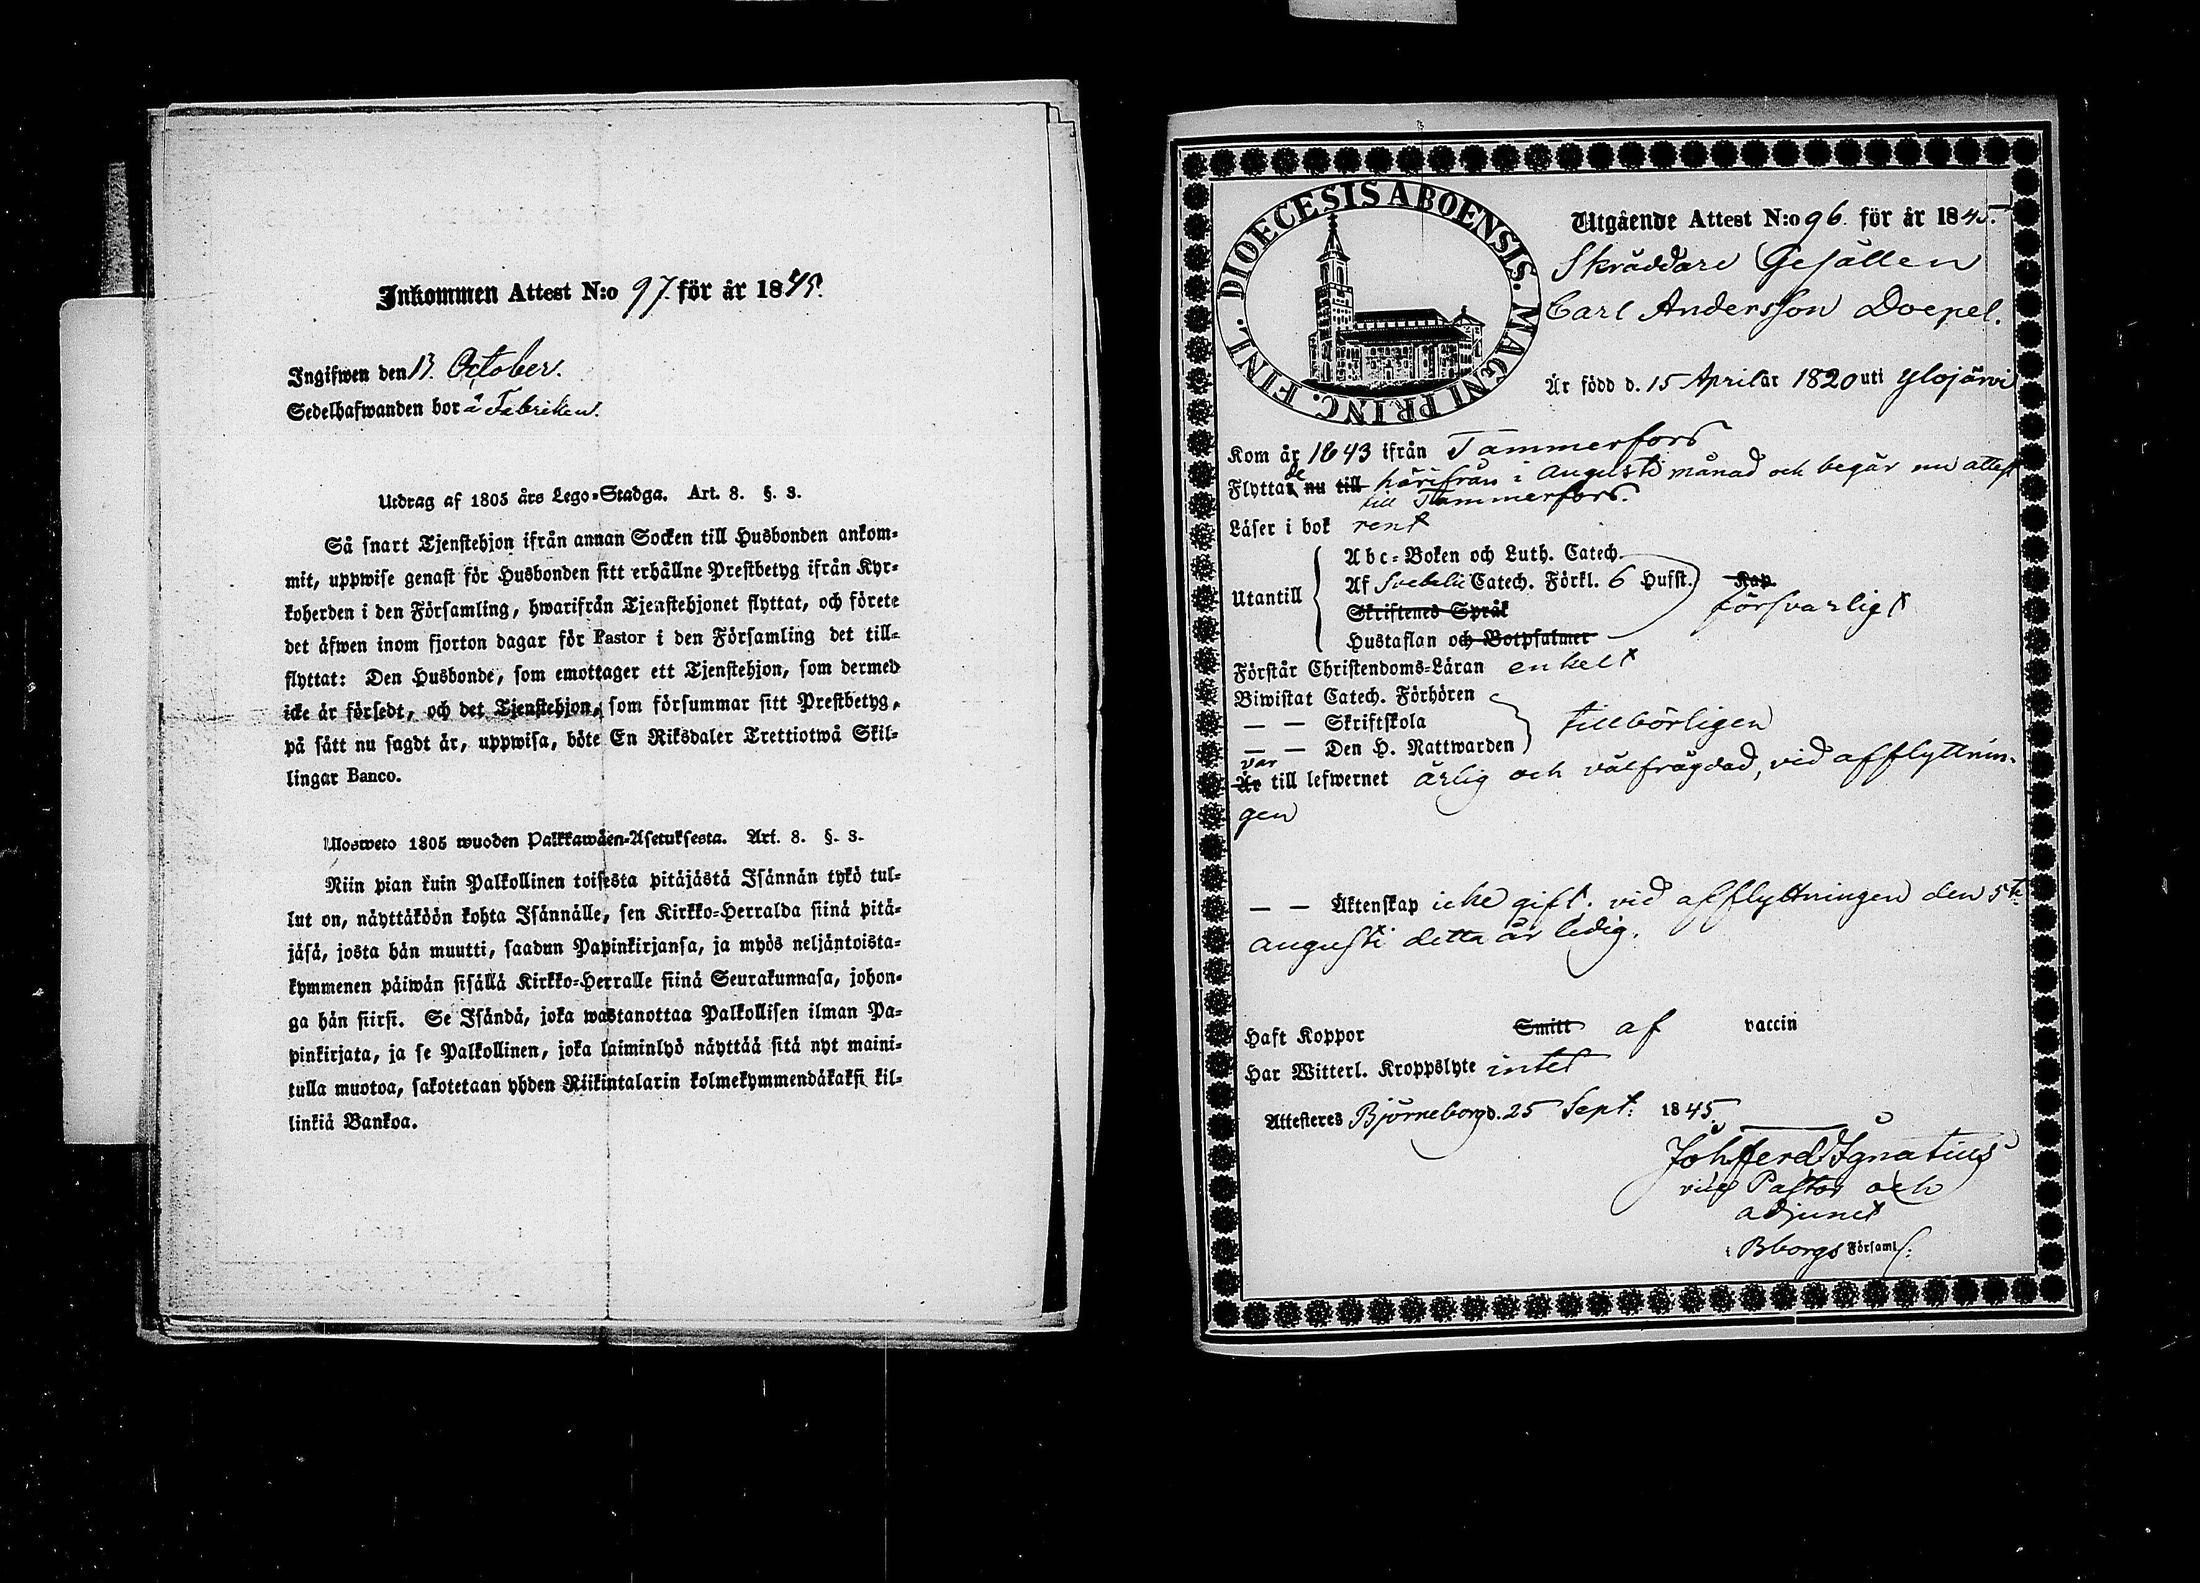 Inkommen Attest N:o 97. för år 1845.
Ingifwen den 13. October.
Sedelhafwanden bor å Fabriken.
Utdrag af 1805 års Lego-Stadga. Art. 8. §. 3.
Så snart Tjenstehjon ifrån annan Socken till Husbonden ankom-
mit, uppwise genast för Husbonden sitt erhållne Prestbetyg ifrån Kyr-
koherden i den Församling, hwarifrån Tjenstehjonet flyttat, och förete
det äfwen inom fjorton dagar för Pastor i den Församling det till-
flyttat: Den Husbonde, som emottager ett Tjenstehjon, som dermed
icke är försedt, och det Tjenstehjon, som försummar sitt Prestbetyg,
på sätt nu sagdt är, uppwisa, böte En Riksdaler Trettiotwå Skil-
lingar Banco.
Ulosweto 1805 wuoden Palkkawäen-Asetuksesta. Art. 8. §. 3.
Niin pian kuin Palkollinen toisesta pitäjästä Isännän tykö tul-
lut on, näyttäköön kohta Isännälle, sen Kirkko-Herralda siinä pitä-
jäsä, josta hän muutti, saadun Papinkirjansa, ja myös neljäntoista-
kymmenen päiwän sisällä Kirkko-Herralle siinä Seurakunnasa, johon-
ga hän siirsi. Se Isändä, joka wastanottaa Palkollisen ilman Pa-
pinkirjata, ja se Palkollinen, joka laiminlyö näyttää sitä nyt maini-
tulla muotoa, sakotetaan yhden Riikintalarin kolmekymmendäkaksi kil-
linkiä Bankoa.
DIOECESIS ABOENSIS. MAGNI PRINC. FINL.
Utgående Attest N:o 96. för år 1845.
Skräddare Gesällen
Carl Andersson Doepel.
Är född d. 15 April år 1820 uti Ylojärvi
Kom år 1843 ifrån Tammerfors
Flyttade nu till härifrån i Augusti månad och begär nu attest
till Tammerfors.
Läser i bok rent
Utantill
Abc-Boken och Luth. Catech.
Af Svebelii Catech. Förkl. 6 Hufst. Kap.
Skriftenes Språk försvarligt
Hustaflan och Botpsalmer
Förstår Christendoms-Läran enkelt
Biwistat Catech. Förhören
— — Skriftskola tillbörligen
— — Den H. Nattwarden
var
Är till lefwernet ärlig och välfrägdad, vid afflyttnin-
gen
— — Äktenskap icke gift. vid afflyttningen den 5te
augusti detta år ledig.
Haft Koppor Smitt af vaccin
Har Witterl. Kroppslyte intet
Attesteres Björneborg d. 25 Sept. 1845.
Joh Ferd Ignatius
vice Pastor och
adjunct
i Bborgs Församl: